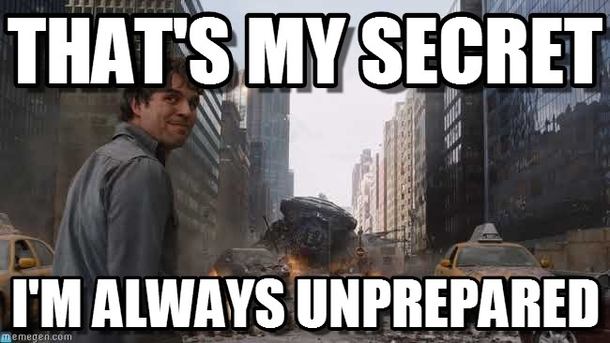 THAT'S MY SECRET
I'M ALWAYS UNPREPARED
memegen.com